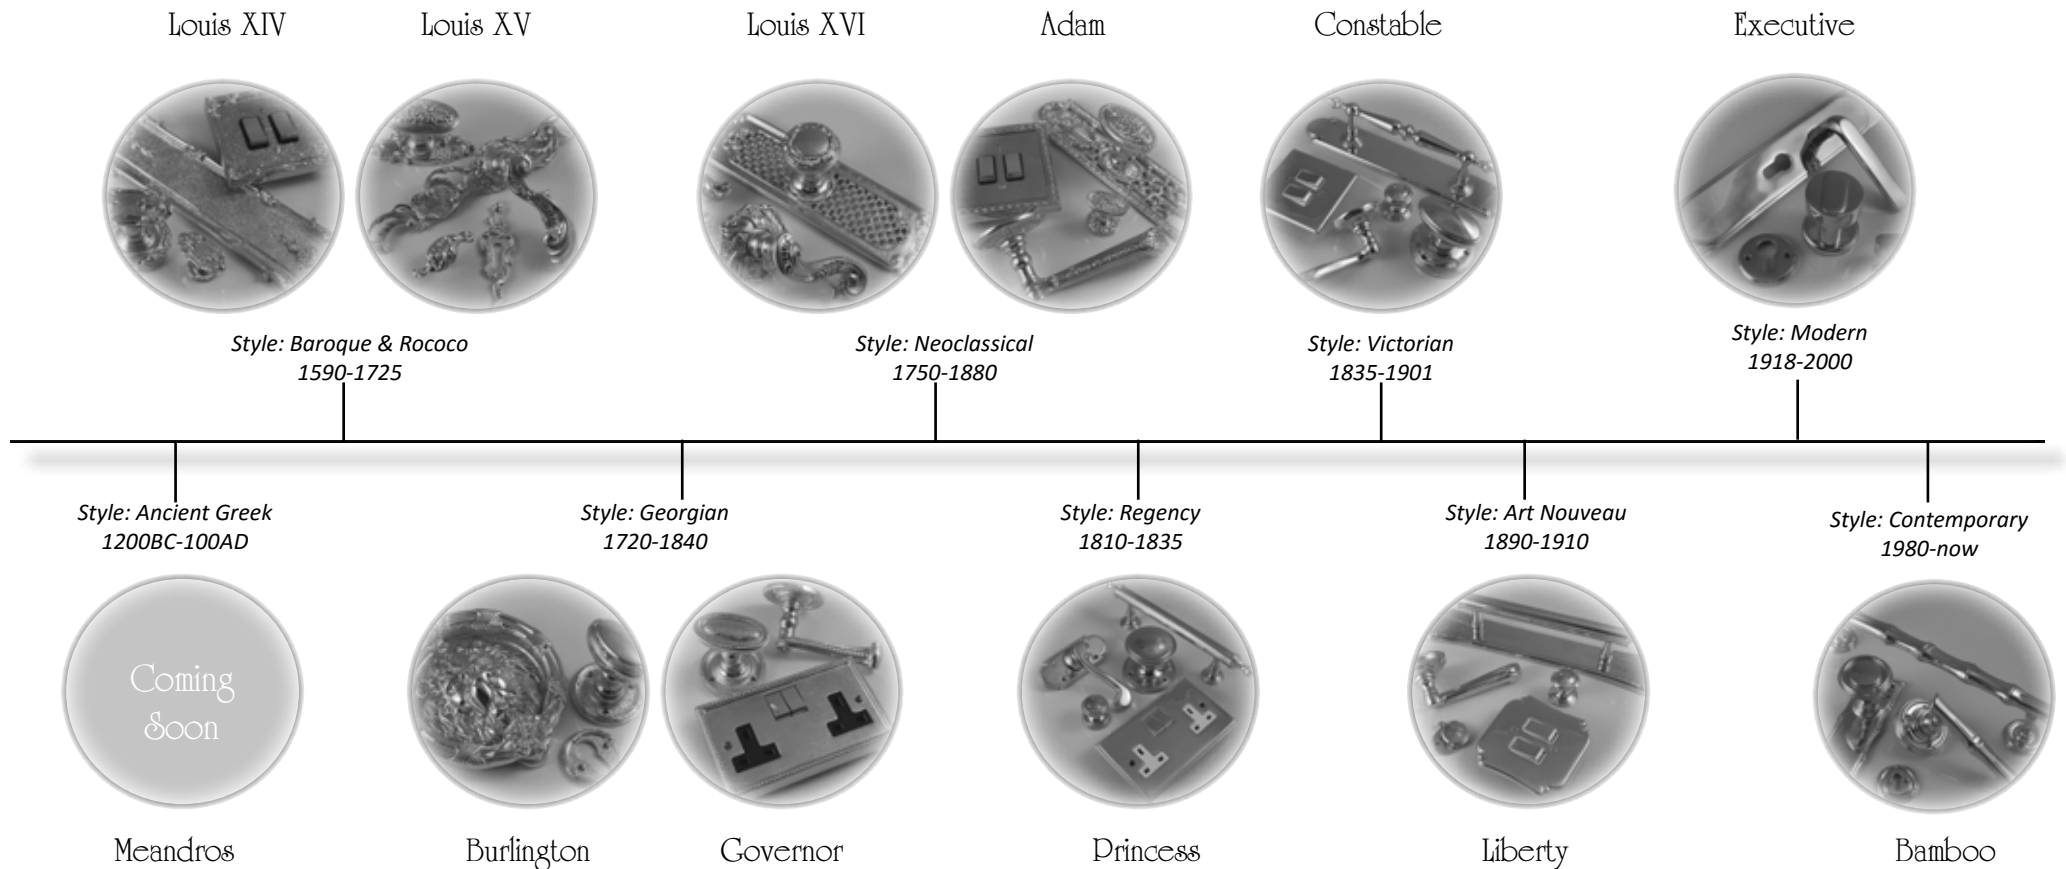 Louis XIV
Louis XV
Louis XVI
Adam
Constable
Executive
Style: Baroque & Rococo
1590-1725
Style: Neoclassical
1750-1880
Style: Victorian
1835-1901
Style: Modern
1918-2000
Style: Ancient Greek
1200BC-100AD
Style: Georgian
1720-1840
Style: Regency
1810-1835
Style: Art Nouveau
1890-1910
Style: Contemporary
1980-now
Coming
Soon
Meandros
Burlington
Governor
Princess
Liberty
Bamboo